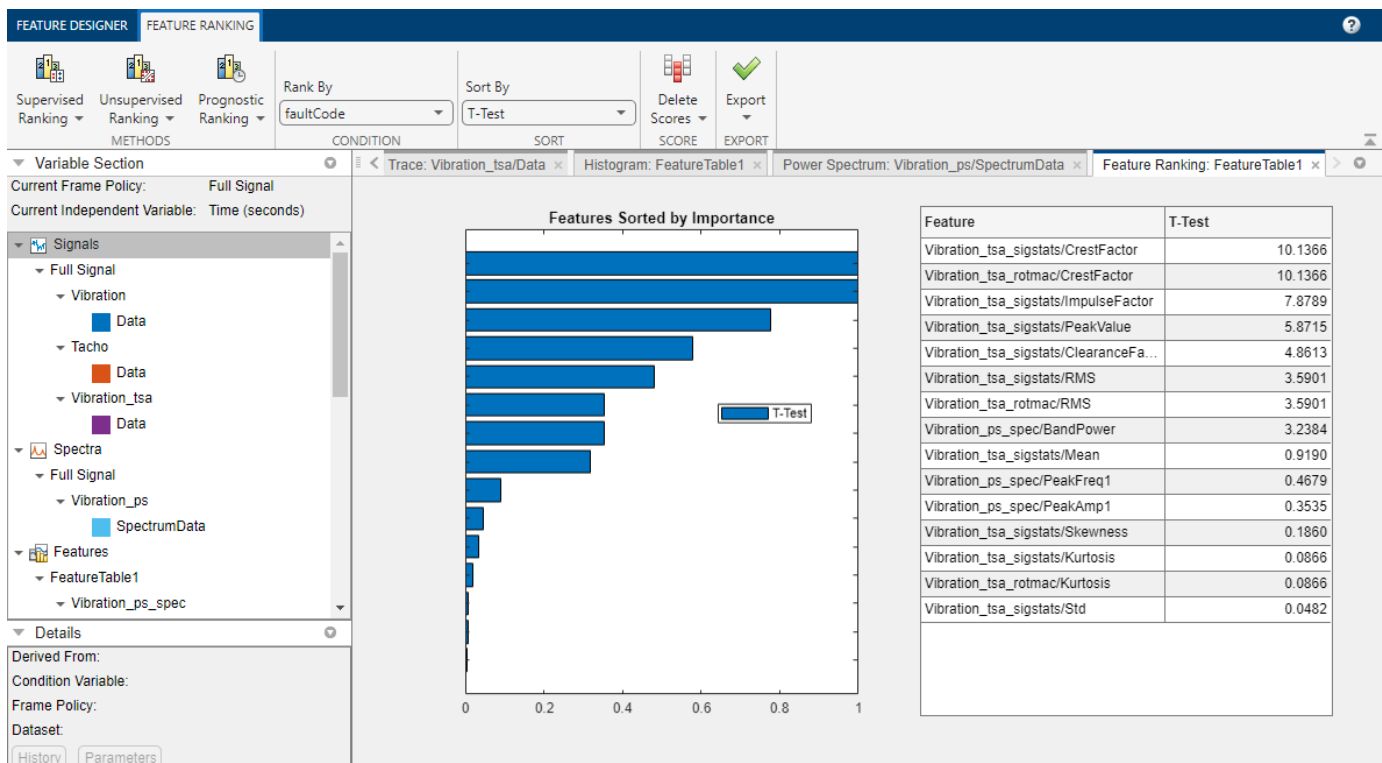 FEATURE DESIGNER FEATURE RANKING
?
Supervised Ranking
Unsupervised Ranking
Prognostic Ranking
METHODS
Rank By
faultCode
CONDITION
Sort By
T-Test
SORT
Delete Scores
SCORE
Export
EXPORT
Variable Section
Current Frame Policy: Full Signal
Current Independent Variable: Time (seconds)
Signals
Full Signal
Vibration
Data
Tacho
Data
Vibration_tsa
Data
Spectra
Full Signal
Vibration_ps
SpectrumData
Features
FeatureTable1
Vibration_ps_spec
Details
Derived From:
Condition Variable:
Frame Policy:
Dataset:
History Parameters
Trace: Vibration_tsa/Data × Histogram: FeatureTable1 × Power Spectrum: Vibration_ps/SpectrumData × Feature Ranking: FeatureTable1 ×
Features Sorted by Importance
T-Test
0 0.2 0.4 0.6 0.8 1
Feature T-Test
Vibration_tsa_sigstats/CrestFactor 10.1366
Vibration_tsa_rotmac/CrestFactor 10.1366
Vibration_tsa_sigstats/ImpulseFactor 7.8789
Vibration_tsa_sigstats/PeakValue 5.8715
Vibration_tsa_sigstats/ClearanceFa... 4.8613
Vibration_tsa_sigstats/RMS 3.5901
Vibration_tsa_rotmac/RMS 3.5901
Vibration_ps_spec/BandPower 3.2384
Vibration_tsa_sigstats/Mean 0.9190
Vibration_ps_spec/PeakFreq1 0.4679
Vibration_ps_spec/PeakAmp1 0.3535
Vibration_tsa_sigstats/Skewness 0.1860
Vibration_tsa_sigstats/Kurtosis 0.0866
Vibration_tsa_rotmac/Kurtosis 0.0866
Vibration_tsa_sigstats/Std 0.0482